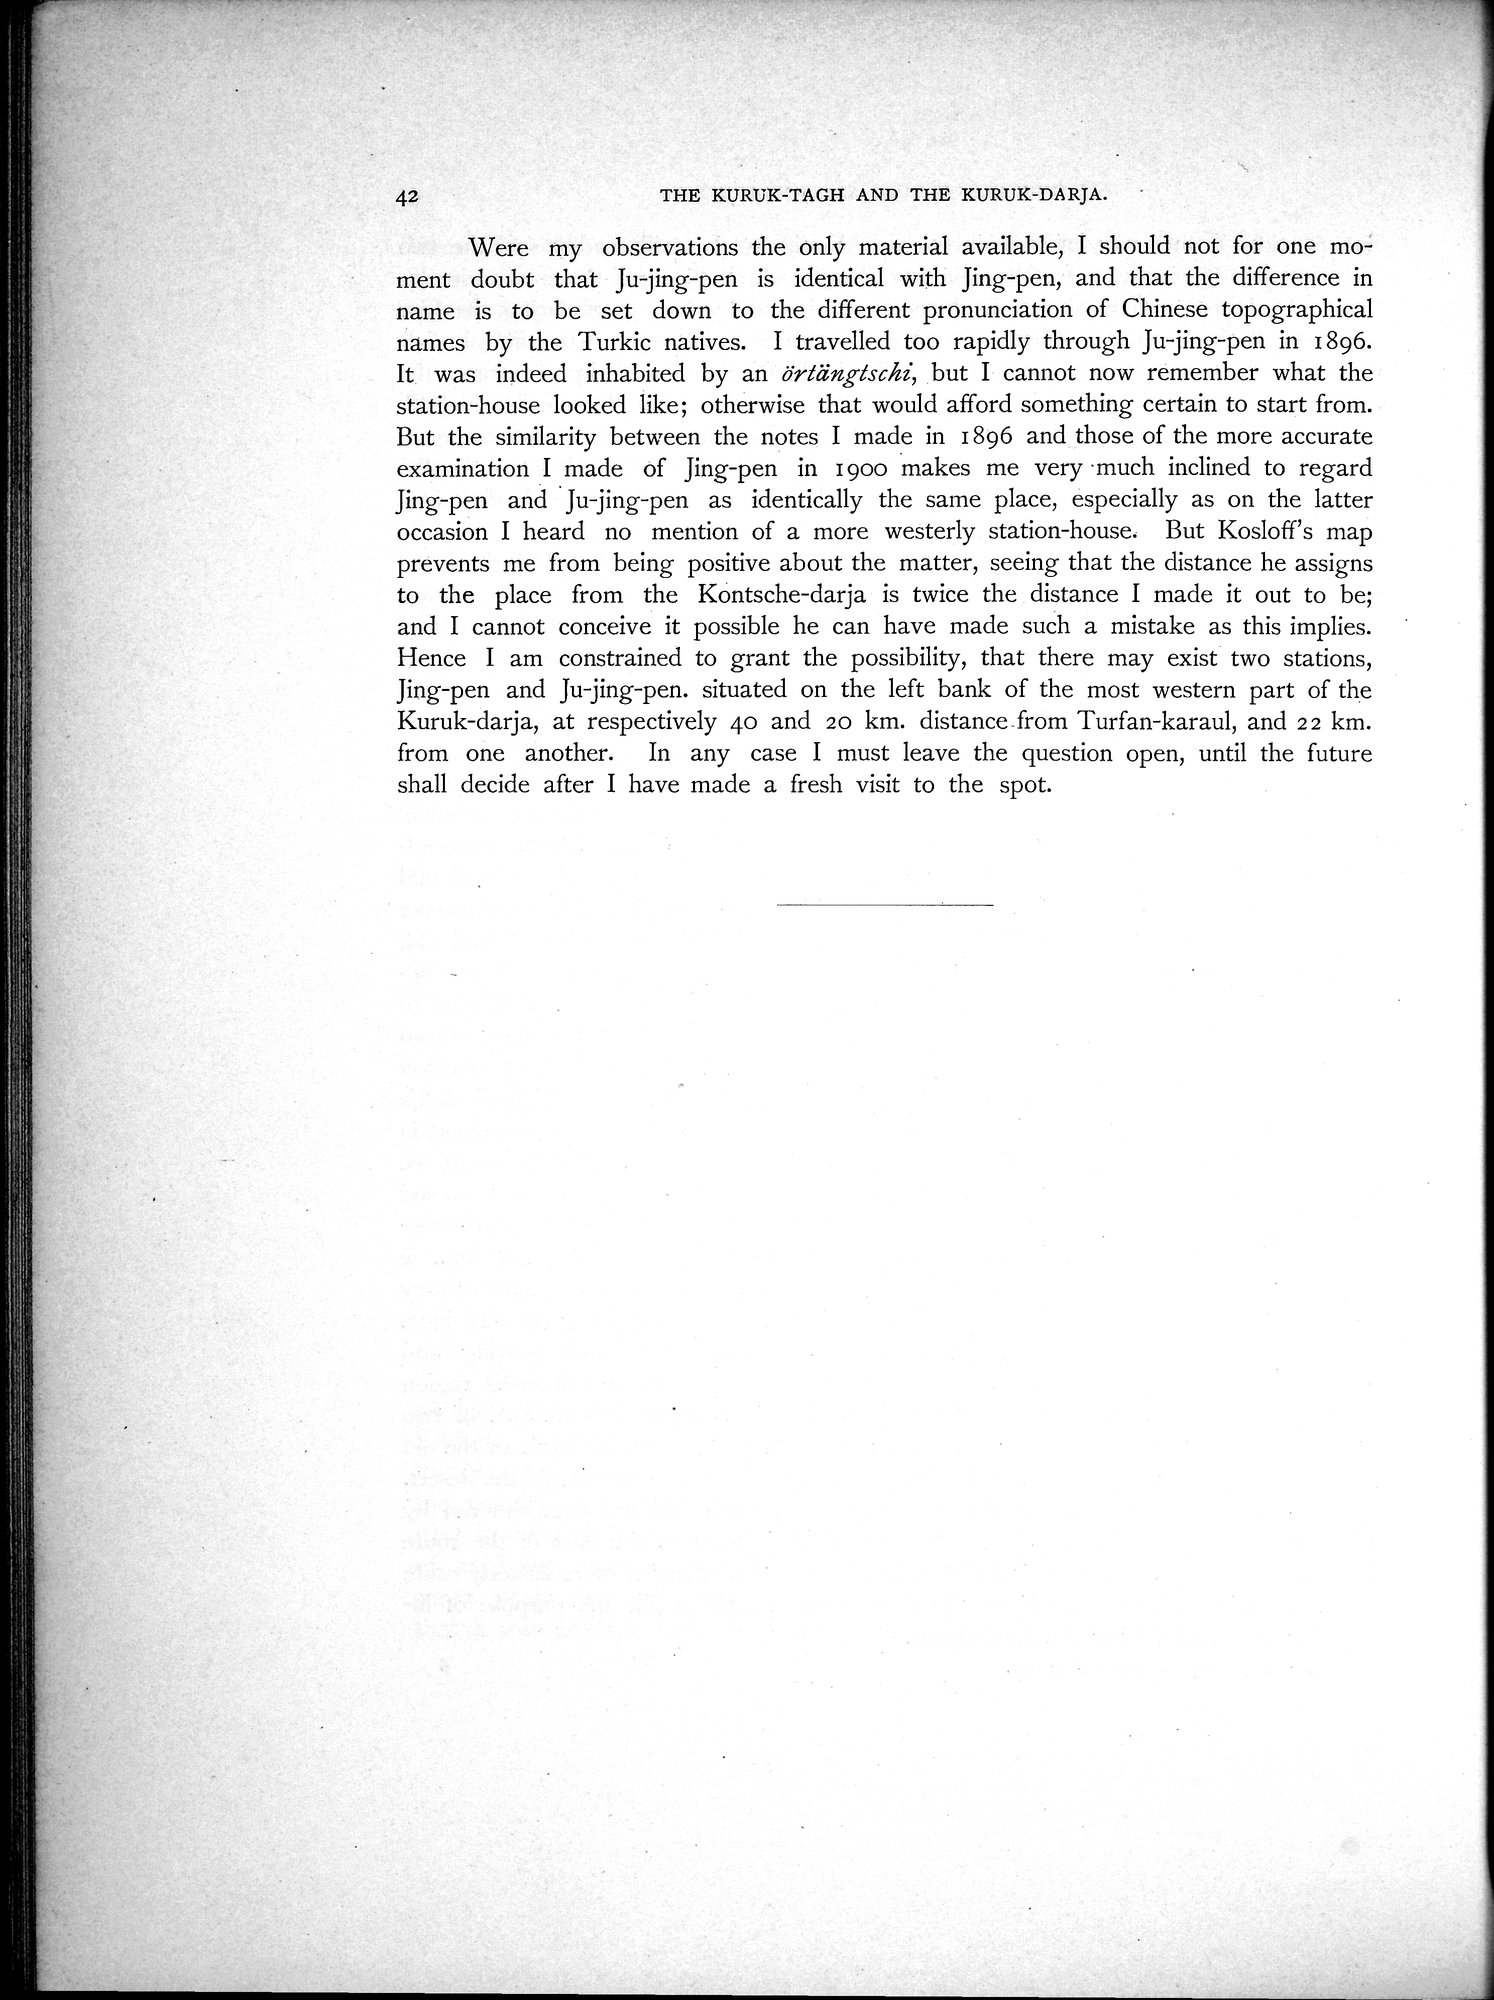 42 THE KURUK-TAGH AND THE KURUK-DARJA.
Were my observations the only material available, I should not for one mo-
ment doubt that Ju-jing-pen is identical with Jing-pen, and that the difference in
name is to be set down to the different pronunciation of Chinese topographical
names by the Turkic natives. I travelled too rapidly through Ju-jing-pen in 1896.
It was indeed inhabited by an örtängtschi, but I cannot now remember what the
station-house looked like; otherwise that would afford something certain to start from.
But the similarity between the notes I made in 1896 and those of the more accurate
examination I made of Jing-pen in 1900 makes me very much inclined to regard
Jing-pen and Ju-jing-pen as identically the same place, especially as on the latter
occasion I heard no mention of a more westerly station-house. But Kosloff's map
prevents me from being positive about the matter, seeing that the distance he assigns
to the place from the Kontsche-darja is twice the distance I made it out to be;
and I cannot conceive it possible he can have made such a mistake as this implies.
Hence I am constrained to grant the possibility, that there may exist two stations,
Jing-pen and Ju-jing-pen. situated on the left bank of the most western part of the
Kuruk-darja, at respectively 40 and 20 km. distance from Turfan-karaul, and 22 km.
from one another. In any case I must leave the question open, until the future
shall decide after I have made a fresh visit to the spot.